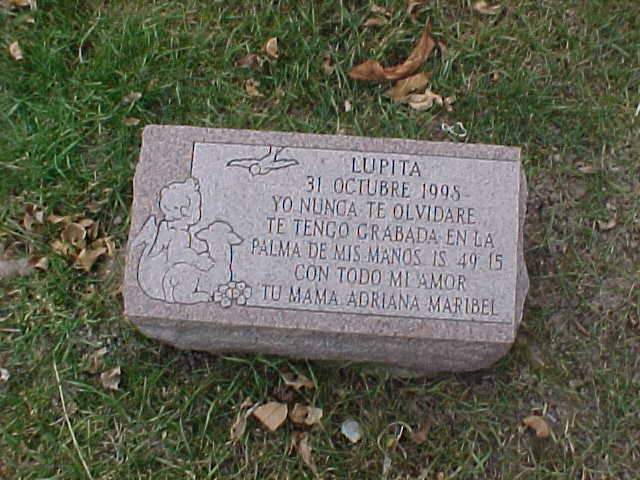 LUPITA
31 OCTUBRE 1998
YO NUNCA TE OLVIDARE
TE TENGO GRABADA EN LA
PALMA DE MIS MANOS. IS. 49. 15
CON TODO MI AMOR
TU MAMA ADRIANA MARIBEL